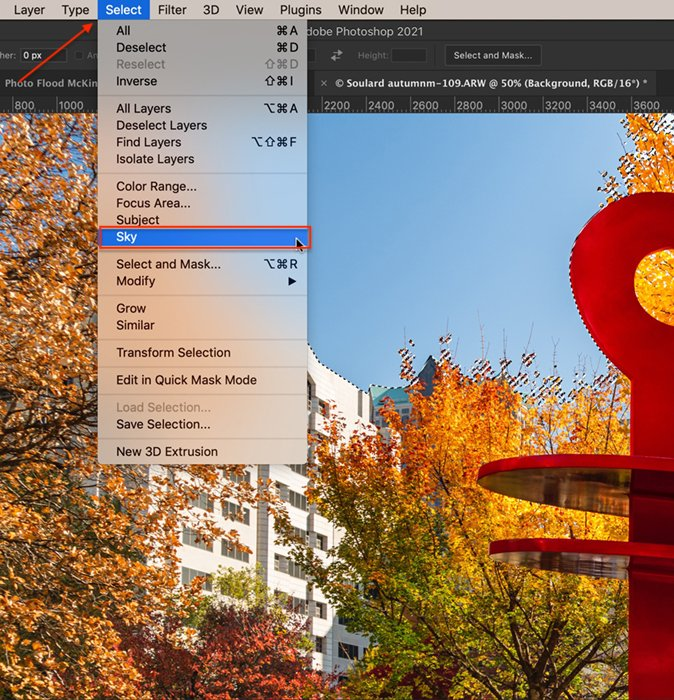 Layer Type Select Filter 3D View Plugins Window Help
All ⌘A
dobe Photoshop 2021
Deselect ⌘D
her: 0 px An Height: Select and Mask...
Reselect ⇧⌘D
Inverse ⇧⌘I
Photo Flood McKin × © Soulard autumnm-109.ARW @ 50% (Background, RGB/16*) *
800 1000 2200 2400 2600 2800 3000 3200 3400 3600
All Layers ⌥⌘A
Deselect Layers
Find Layers ⌥⇧⌘F
Isolate Layers
Color Range...
Focus Area...
Subject
Sky
Select and Mask... ⌥⌘R
Modify ▶
Grow
Similar
Transform Selection
Edit in Quick Mask Mode
Load Selection...
Save Selection...
New 3D Extrusion